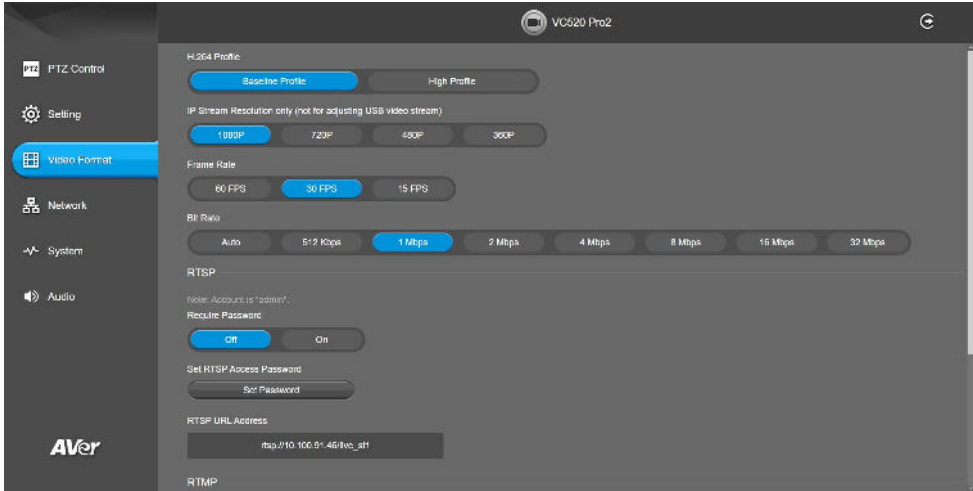 VC520 Pro2
PTZ PTZ Control
Setting
Video Format
Network
System
Audio
AVer
H.264 Profile
Baseline Profile High Profile
IP Stream Resolution only (not for adjusting USB video stream)
1080P 720P 480P 360P
Frame Rate
60 FPS 30 FPS 15 FPS
Bit Rate
Auto 512 Kbps 1 Mbps 2 Mbps 4 Mbps 8 Mbps 16 Mbps 32 Mbps
RTSP
Note: Account is "admin".
Require Password
Off On
Set RTSP Access Password
Set Password
RTSP URL Address
rtsp://10.100.91.46/live_st1
RTMP